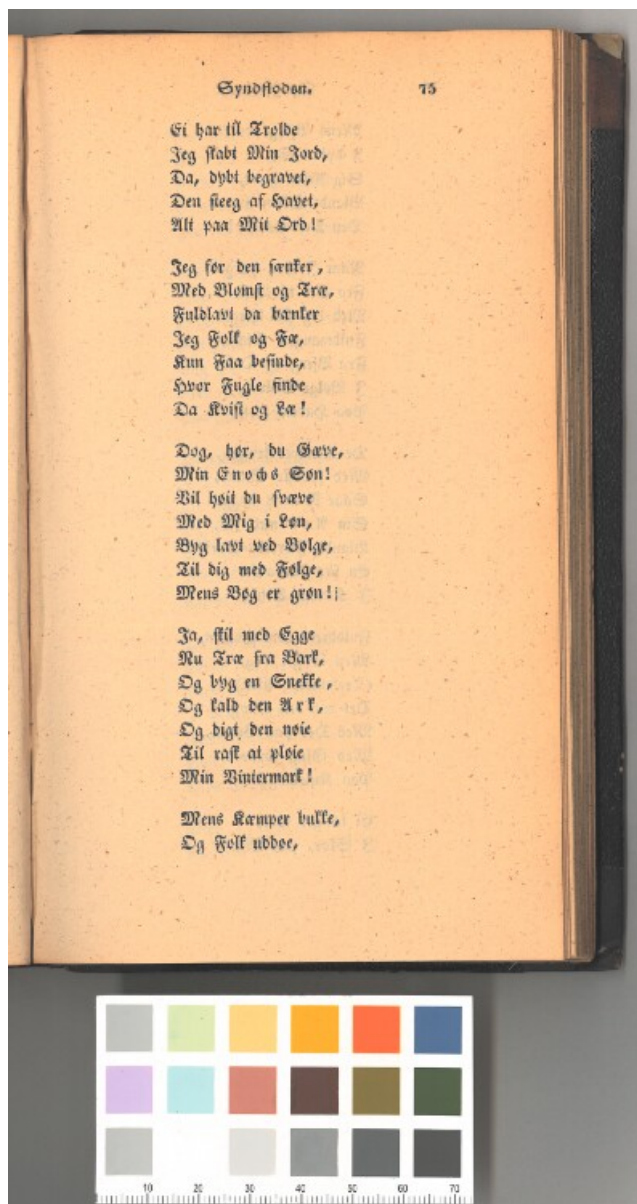 Syndfloden. 75
Ei har til Trolde
Jeg skabt Min Jord,
Da, dybt begravet,
Den steeg af Havet,
Alt paa Mit Ord!
Jeg før den sænker,
Med Blomst og Træ,
Fuldlavt da bænker
Jeg Folk og Fæ,
Kun Faa befinde,
Hvor Fugle finde
Da Kvist og Læ!
Dog, hør, du Gæve,
Min Enochs Søn!
Vil høit du svæve
Med Mig i Løn,
Byg lavt ved Bølge,
Til dig med Følge,
Mens Bøg er grøn!
Ja, skil med Egge
Nu Træ fra Bark,
Og byg en Snekke,
Og kald den Ark,
Og digt den nøie
Til rask at pløie
Min Vintermark!
Mens Kæmper bukke,
Og Folk uddøe,
10 20 30 40 50 60 70